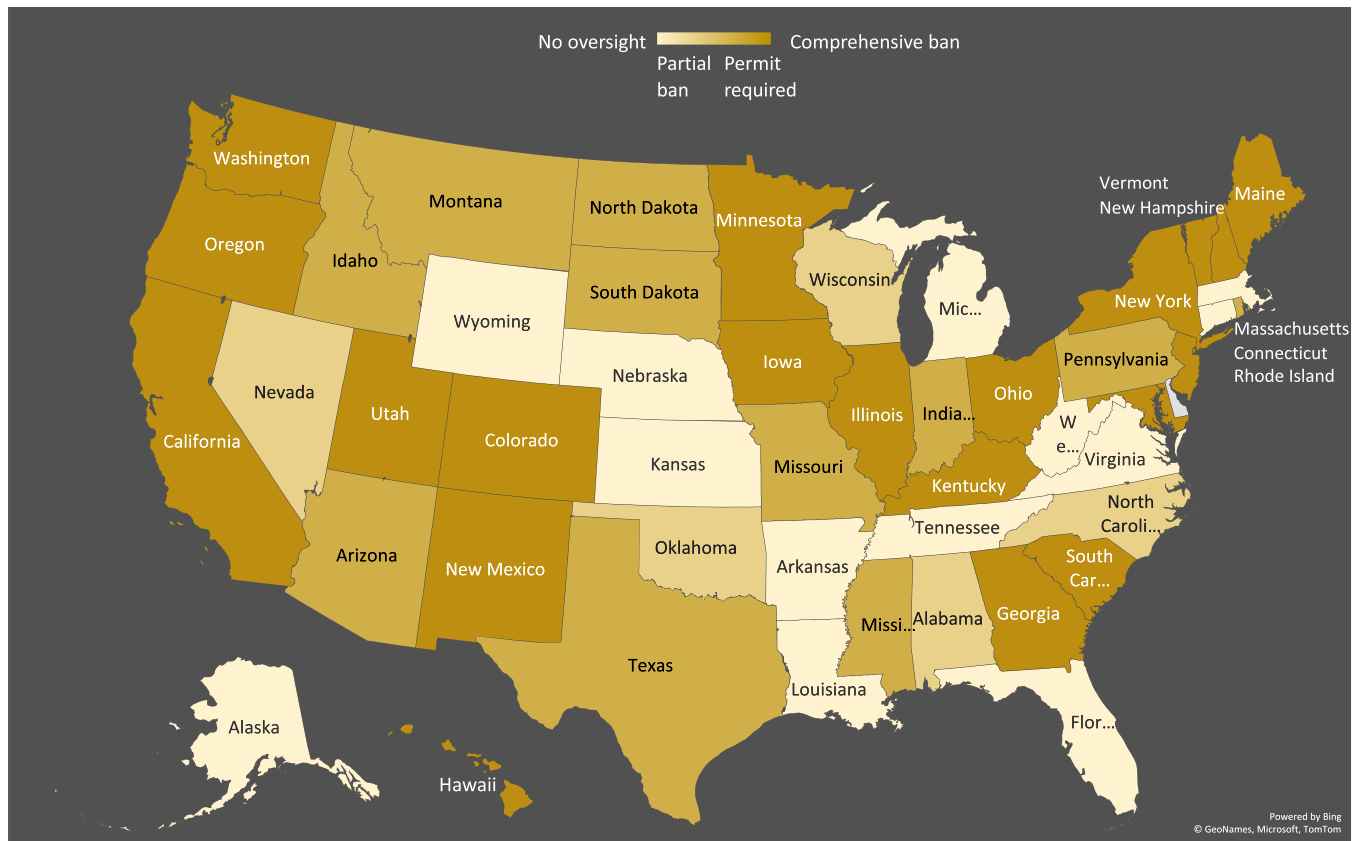 No oversight
Comprehensive ban
Partial
ban
Permit
required
Washington
Montana
North Dakota
Minnesota
Vermont
New Hampshire
Maine
Oregon
Idaho
South Dakota
Wisconsin
Wyoming
Mic...
New York
Massachusetts
Connecticut
Rhode Island
Nevada
Nebraska
Iowa
Pennsylvania
Utah
Illinois
India...
Ohio
California
Colorado
Kansas
Missouri
W
e...
Virginia
Kentucky
Arizona
New Mexico
Oklahoma
Arkansas
Tennessee
North
Caroli...
South
Car...
Texas
Missi...
Alabama
Georgia
Louisiana
Flor...
Alaska
Hawaii
Powered by Bing
© GeoNames, Microsoft, TomTom